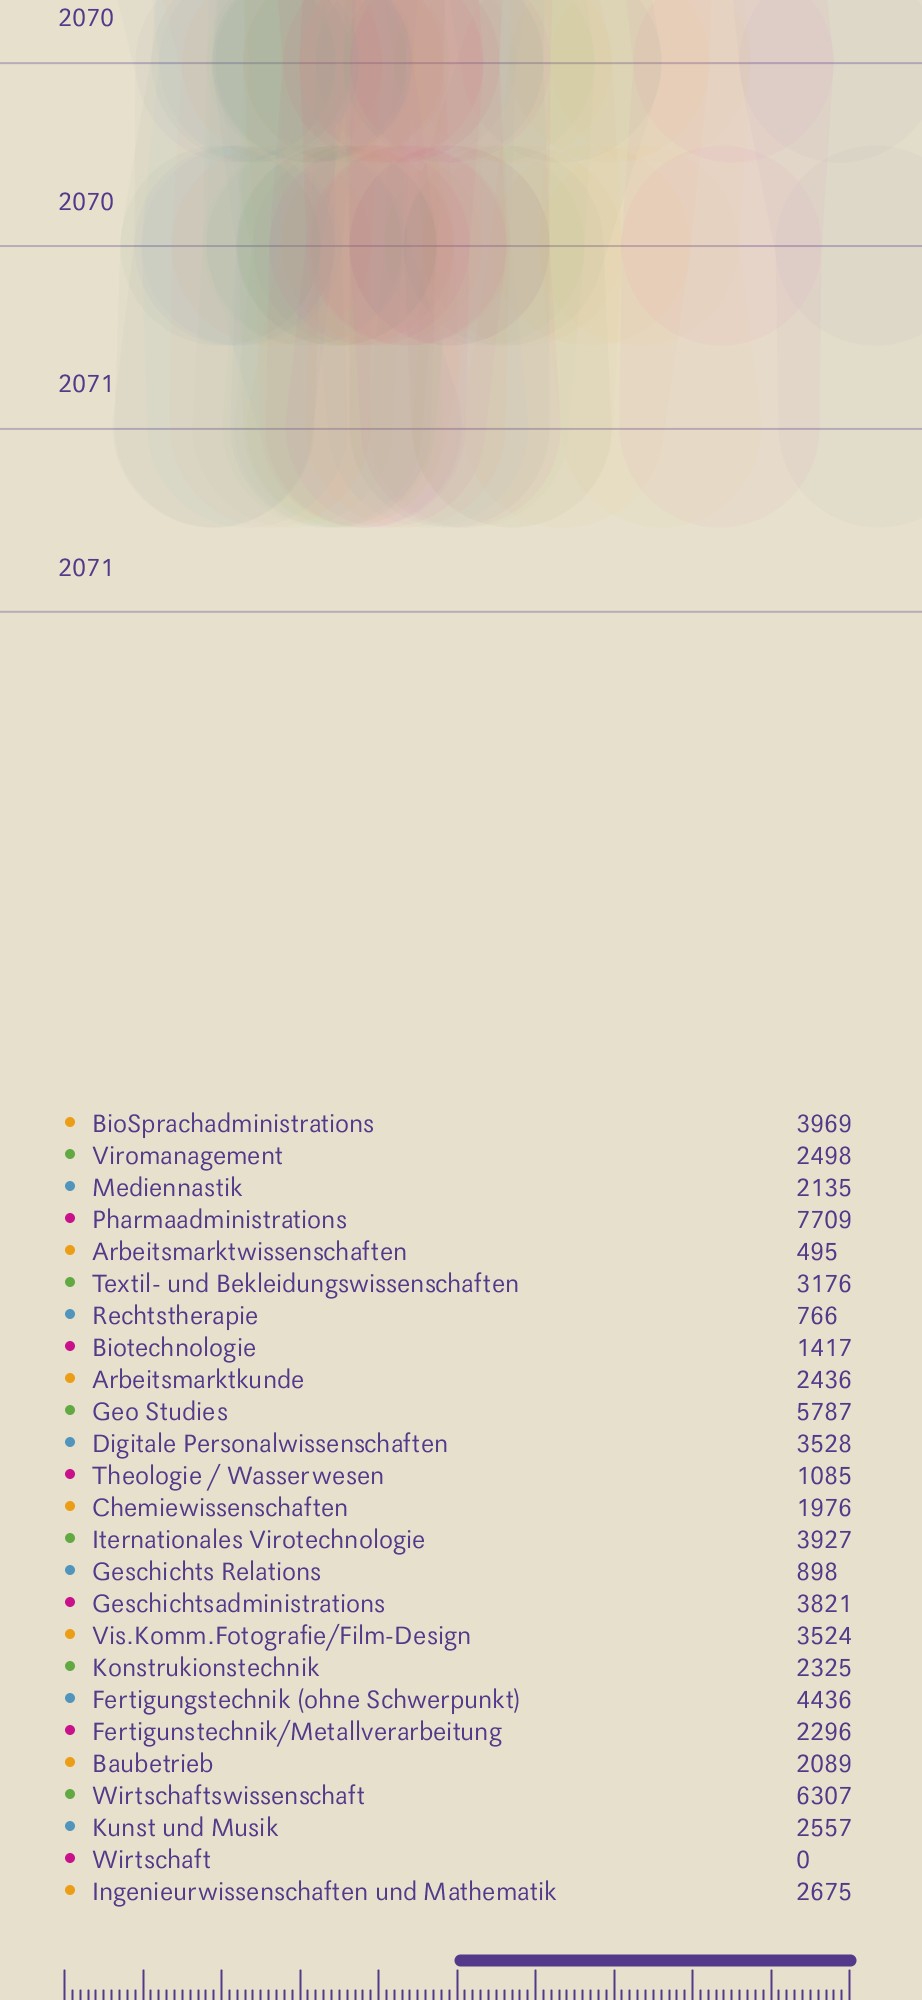 2070
2070
2071
2071
BioSprachadministrations 3969
Viromanagement 2498
Mediennastik 2135
Pharmaadministrations 7709
Arbeitsmarktwissenschaften 495
Textil- und Bekleidungswissenschaften 3176
Rechtstherapie 766
Biotechnologie 1417
Arbeitsmarktkunde 2436
Geo Studies 5787
Digitale Personalwissenschaften 3528
Theologie / Wasserwesen 1085
Chemiewissenschaften 1976
Iternationales Virotechnologie 3927
Geschichts Relations 898
Geschichtsadministrations 3821
Vis.Komm.Fotografie/Film-Design 3524
Konstrukionstechnik 2325
Fertigungstechnik (ohne Schwerpunkt) 4436
Fertigunstechnik/Metallverarbeitung 2296
Baubetrieb 2089
Wirtschaftswissenschaft 6307
Kunst und Musik 2557
Wirtschaft 0
Ingenieurwissenschaften und Mathematik 2675